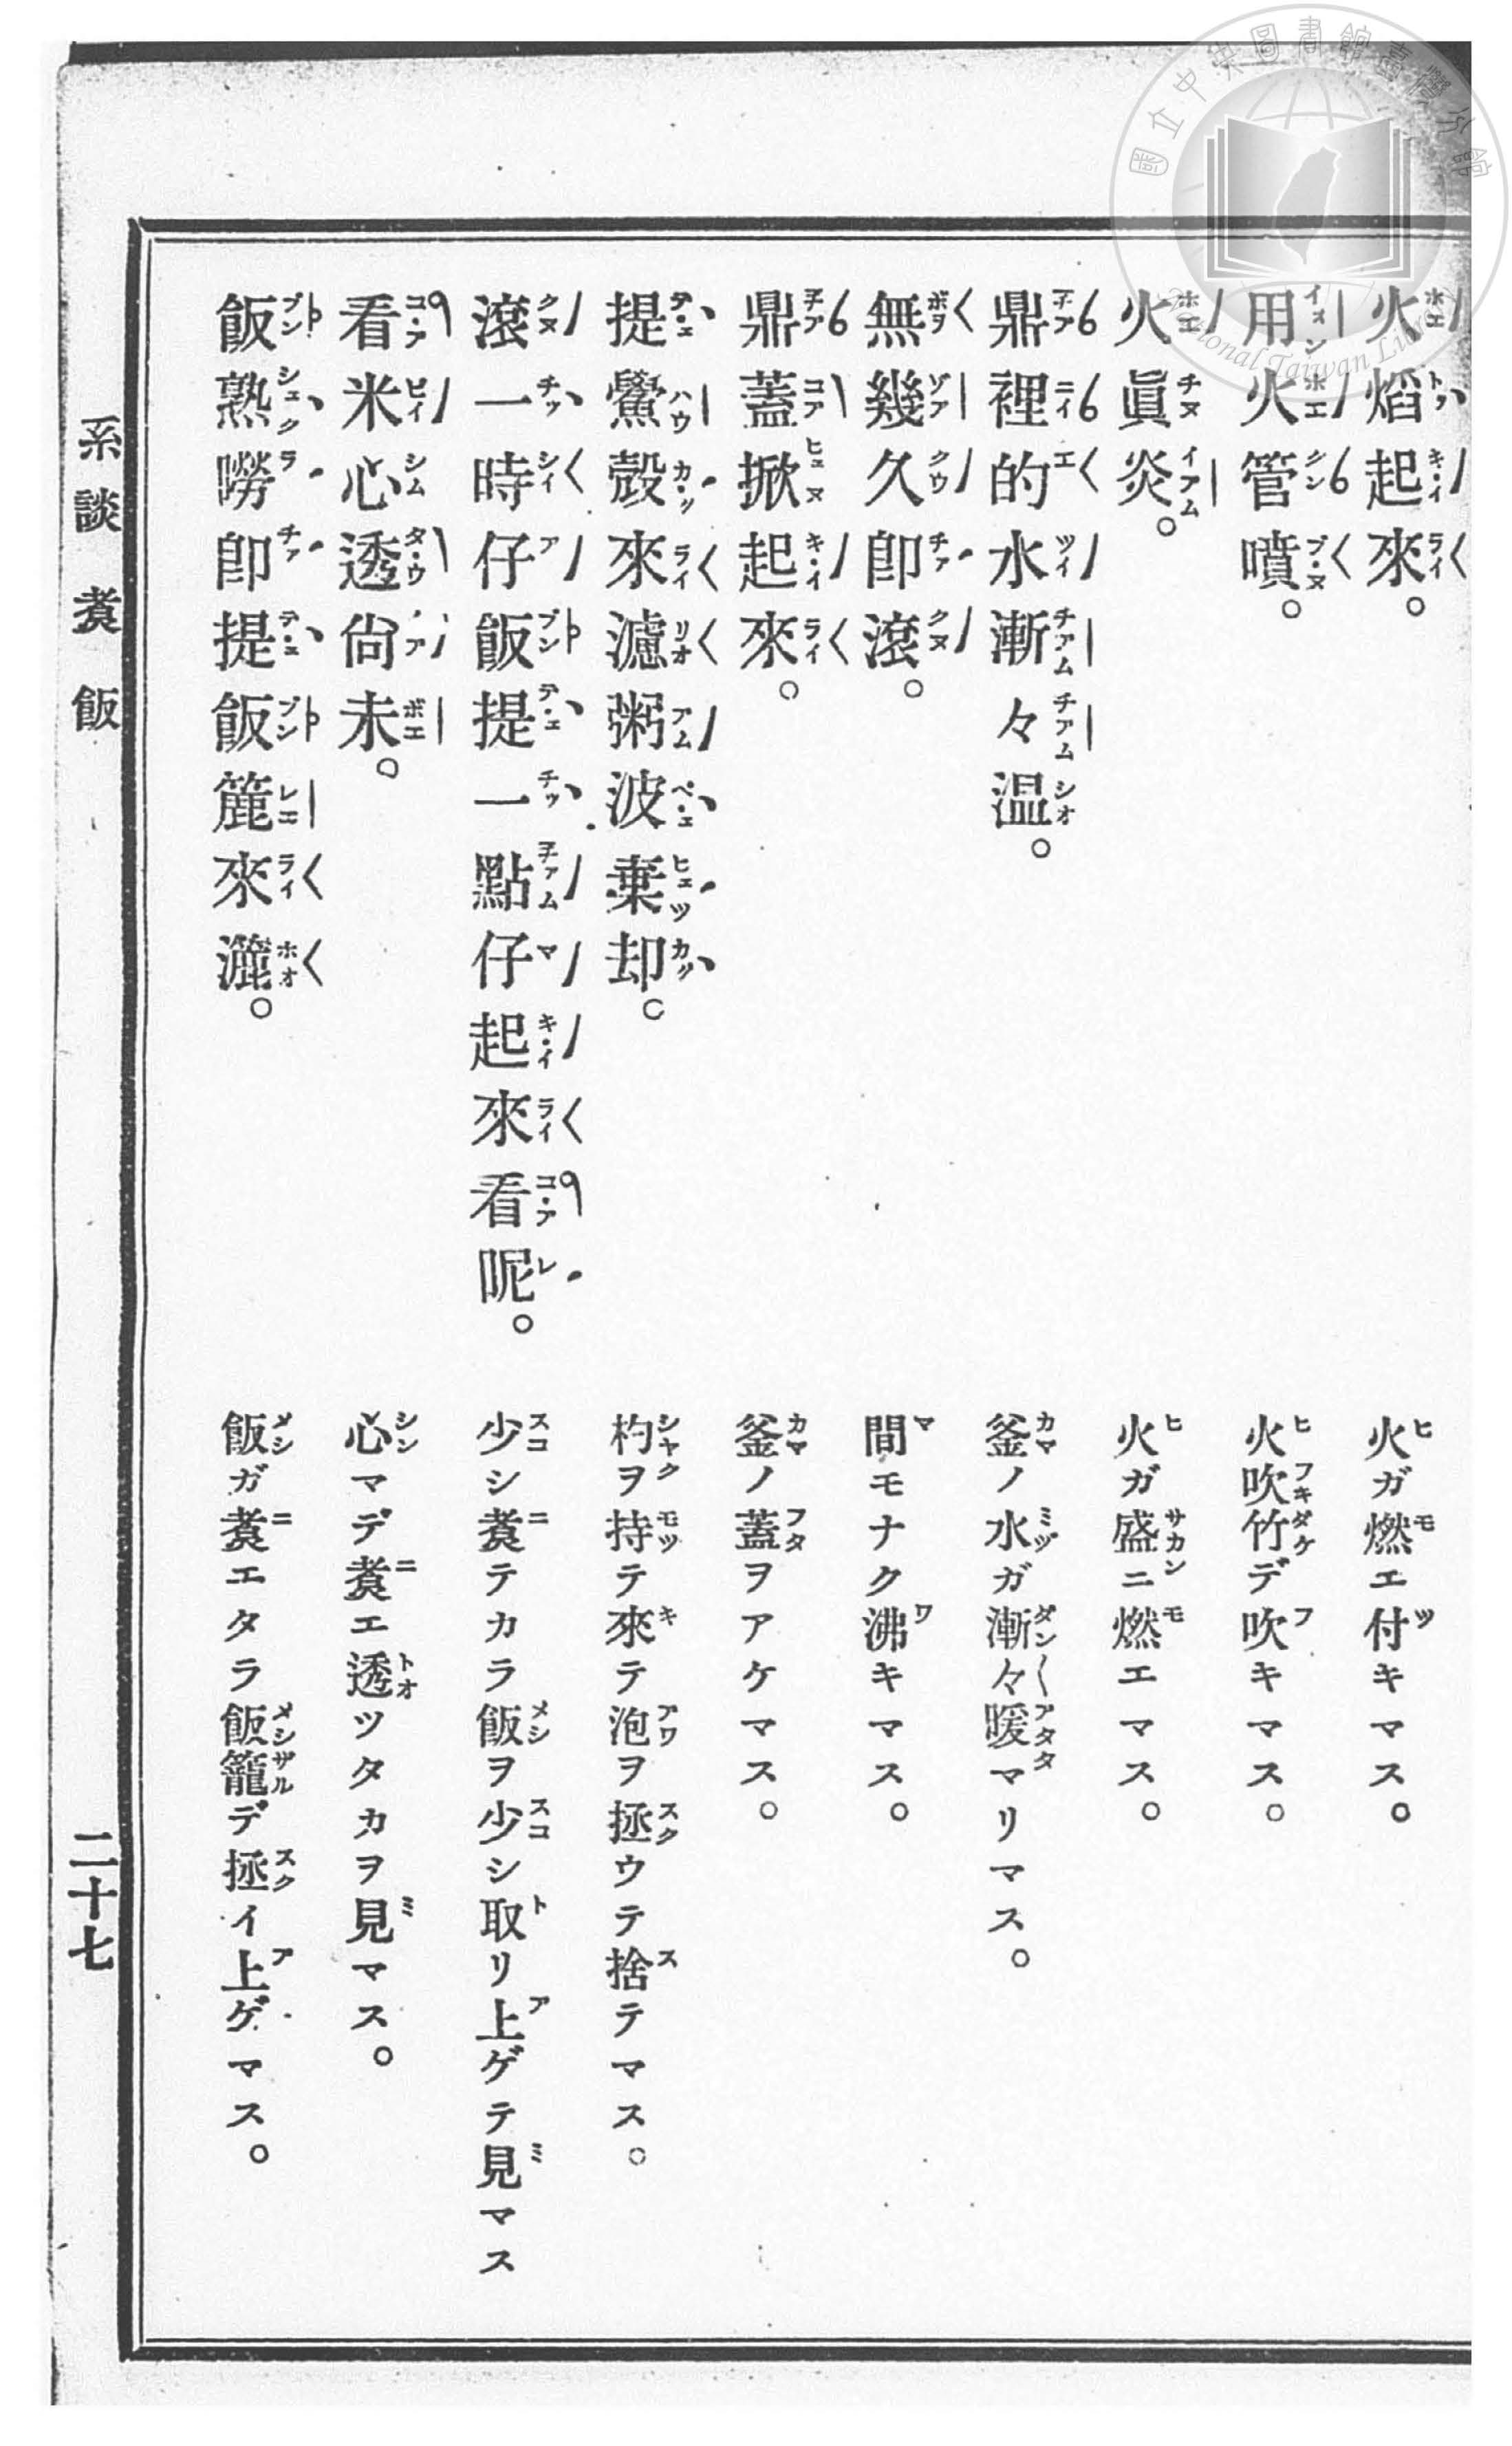 火焰起來。
火ガ燃エ付キマス。
用火管噴。
火吹竹デ吹キマス。
火眞炎。
火ガ盛ニ燃エマス。
鼎裡的水漸々溫。
釜ノ水ガ漸々暖マリマス。
無幾久卽滾。
間モナク沸キマス。
鼎蓋掀起來。
釜ノ蓋ヲアケマス。
提鱟殼來濾粥波棄却。
杓ヲ持テ來テ泡ヲ拯ウテ捨テマス。
滾一時仔飯提一點仔起來看呢。
少シ煑テカラ飯ヲ少シ取リ上ゲテ見マス
看米心透尙未。
心マデ煑エ透ツタカヲ見マス。
飯熟嘮卽提飯簏來漉。
飯ガ煑エタラ飯籠デ拯イ上ゲマス。
系談 煑飯
二十七
國立中央圖書館臺灣分館
National Taiwan Library